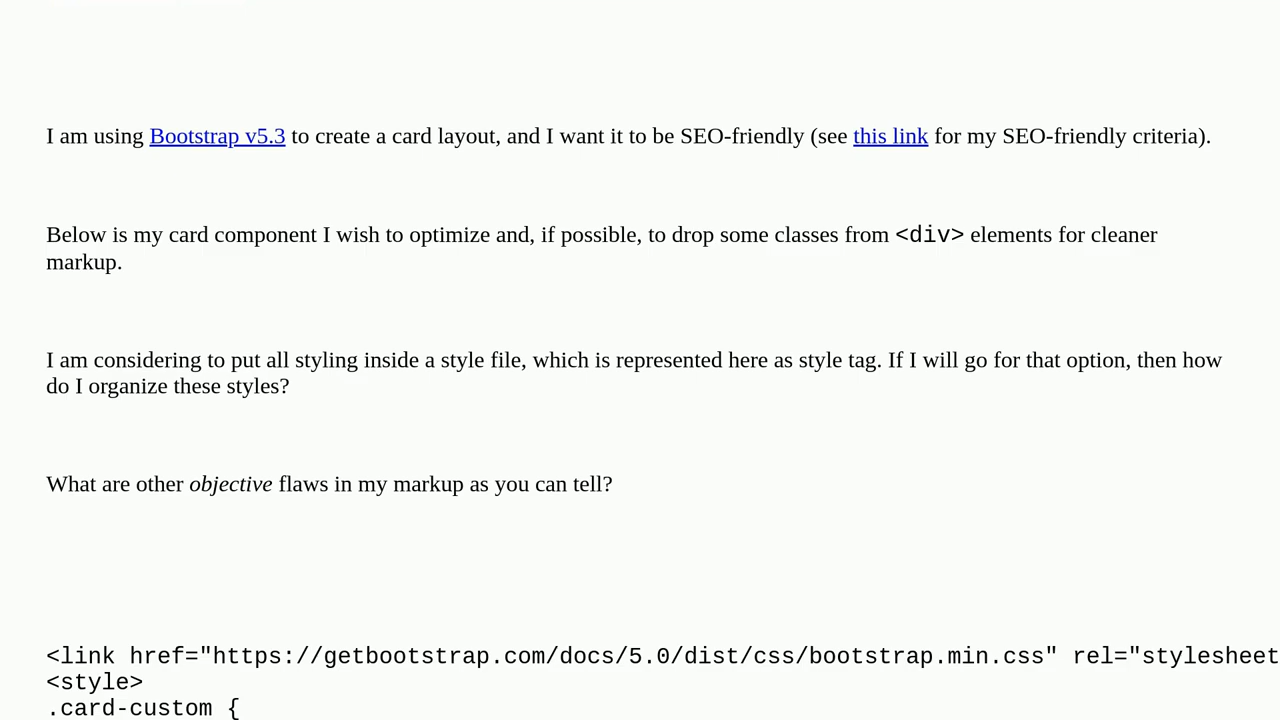 I am using Bootstrap v5.3 to create a card layout, and I want it to be SEO-friendly (see this link for my SEO-friendly criteria).
Below is my card component I wish to optimize and, if possible, to drop some classes from <div> elements for cleaner
markup.
I am considering to put all styling inside a style file, which is represented here as style tag. If I will go for that option, then how
do I organize these styles?
What are other objective flaws in my markup as you can tell?
<link href="https://getbootstrap.com/docs/5.0/dist/css/bootstrap.min.css" rel="stylesheet
<style>
.card-custom {